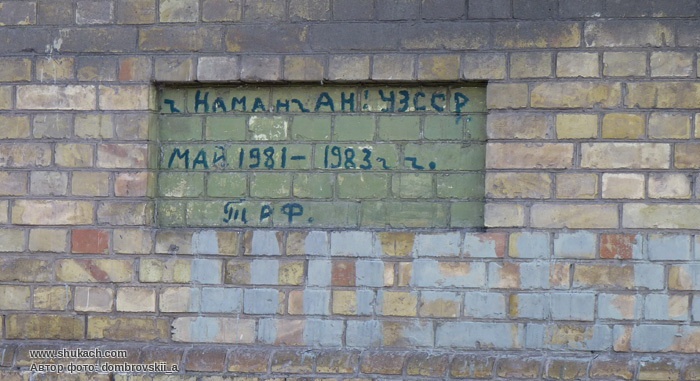 г НАМАНГАН УЗССР
МАЙ 1981 – 1983 г г.
Т Р Ф.
www.shukach.com
Автор фото: dombrovskii_a